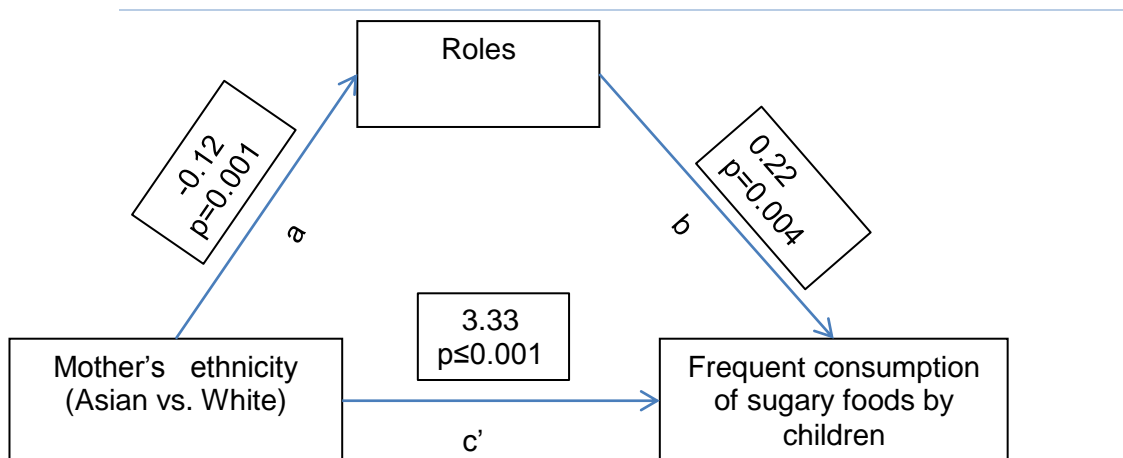 Roles
-0.12
p=0.001
a
0.22
p=0.004
b
3.33
p≤0.001
Mother's ethnicity
(Asian vs. White)
c'
Frequent consumption
of sugary foods by
children